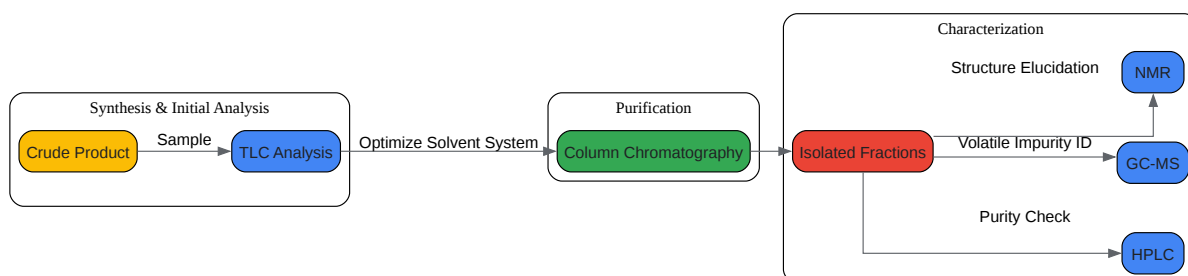 Synthesis & Initial Analysis
Crude Product
Sample
TLC Analysis
Optimize Solvent System
Purification
Column Chromatography
Characterization
Isolated Fractions
Structure Elucidation
NMR
Volatile Impurity ID
GC-MS
Purity Check
HPLC